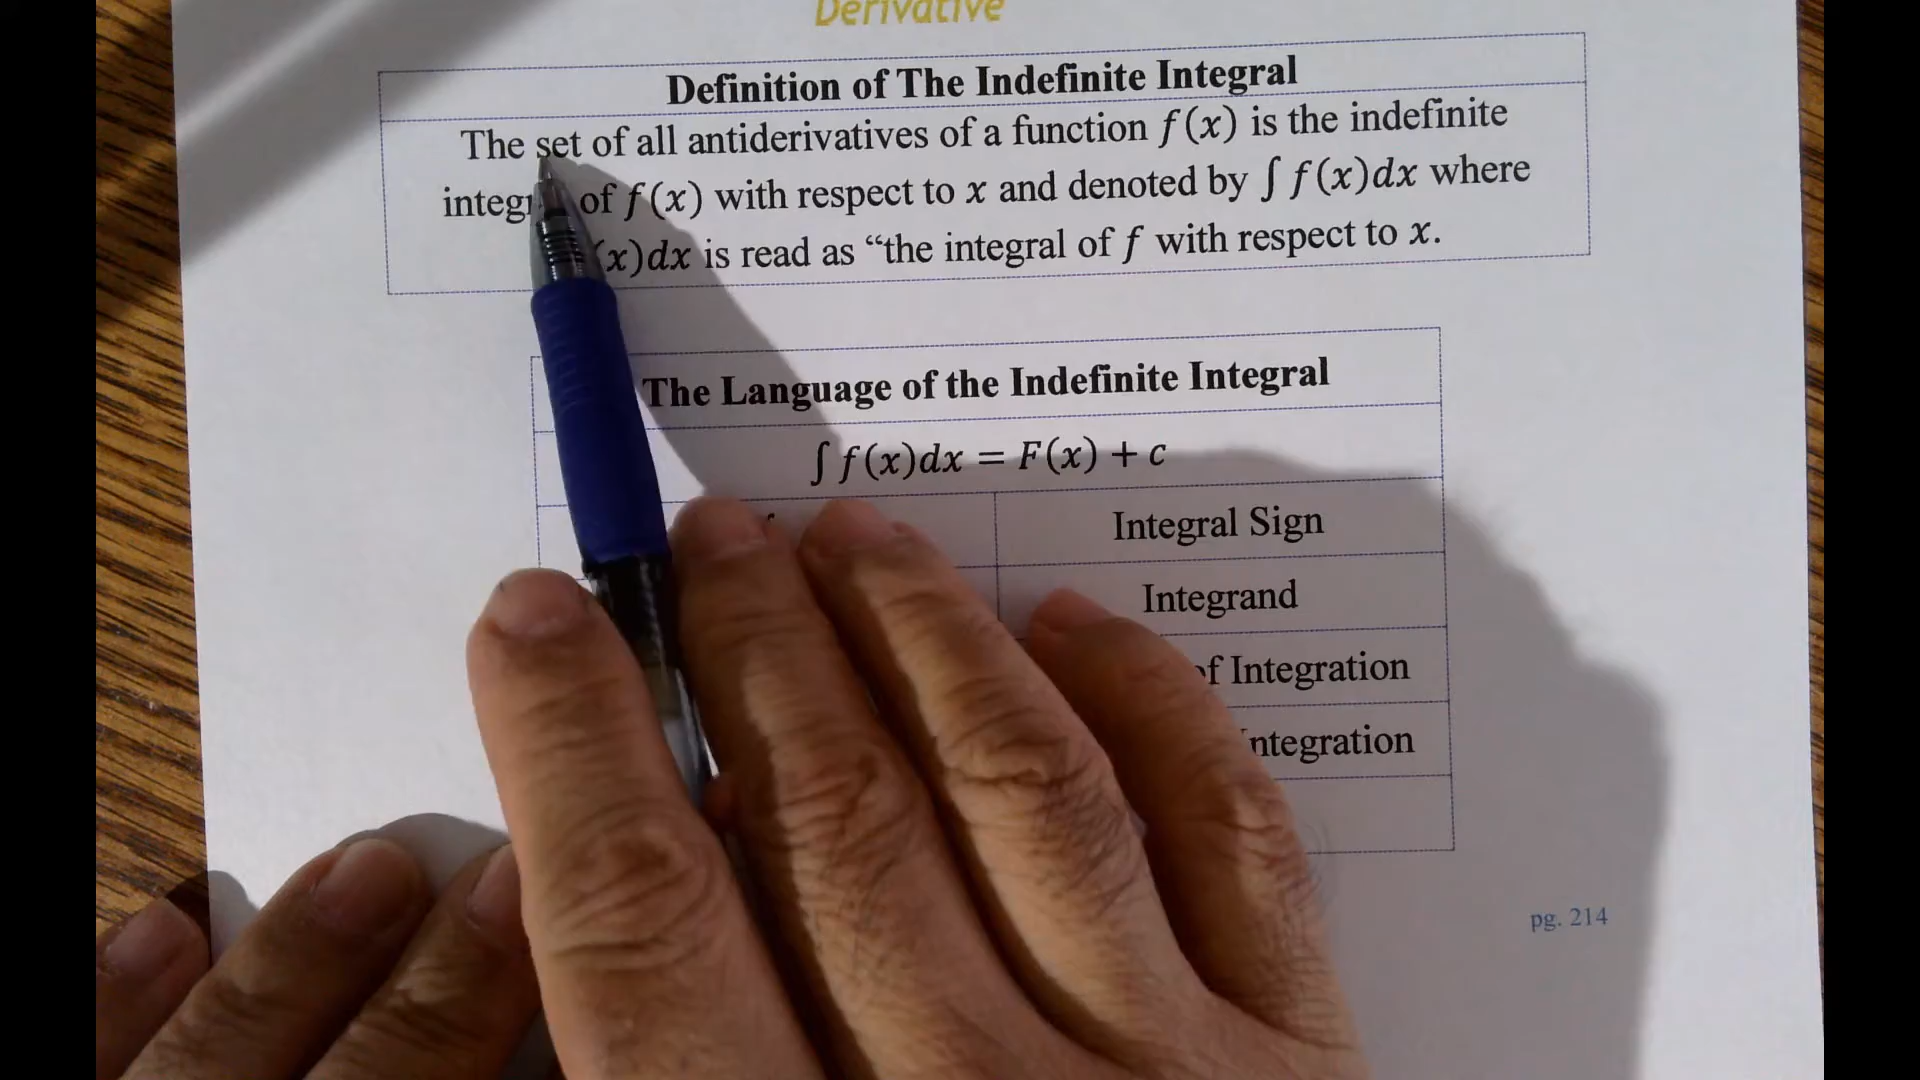 Derivative
Definition of The Indefinite Integral
The set of all antiderivatives of a function f(x) is the indefinite
of f(x) with respect to x and denoted by ∫ f(x)dx where
(x)dx is read as “the integral of f with respect to x.
The Language of the Indefinite Integral
∫ f(x)dx = F(x) + c
Integral Sign
Integrand
of Integration
Integration
pg. 214